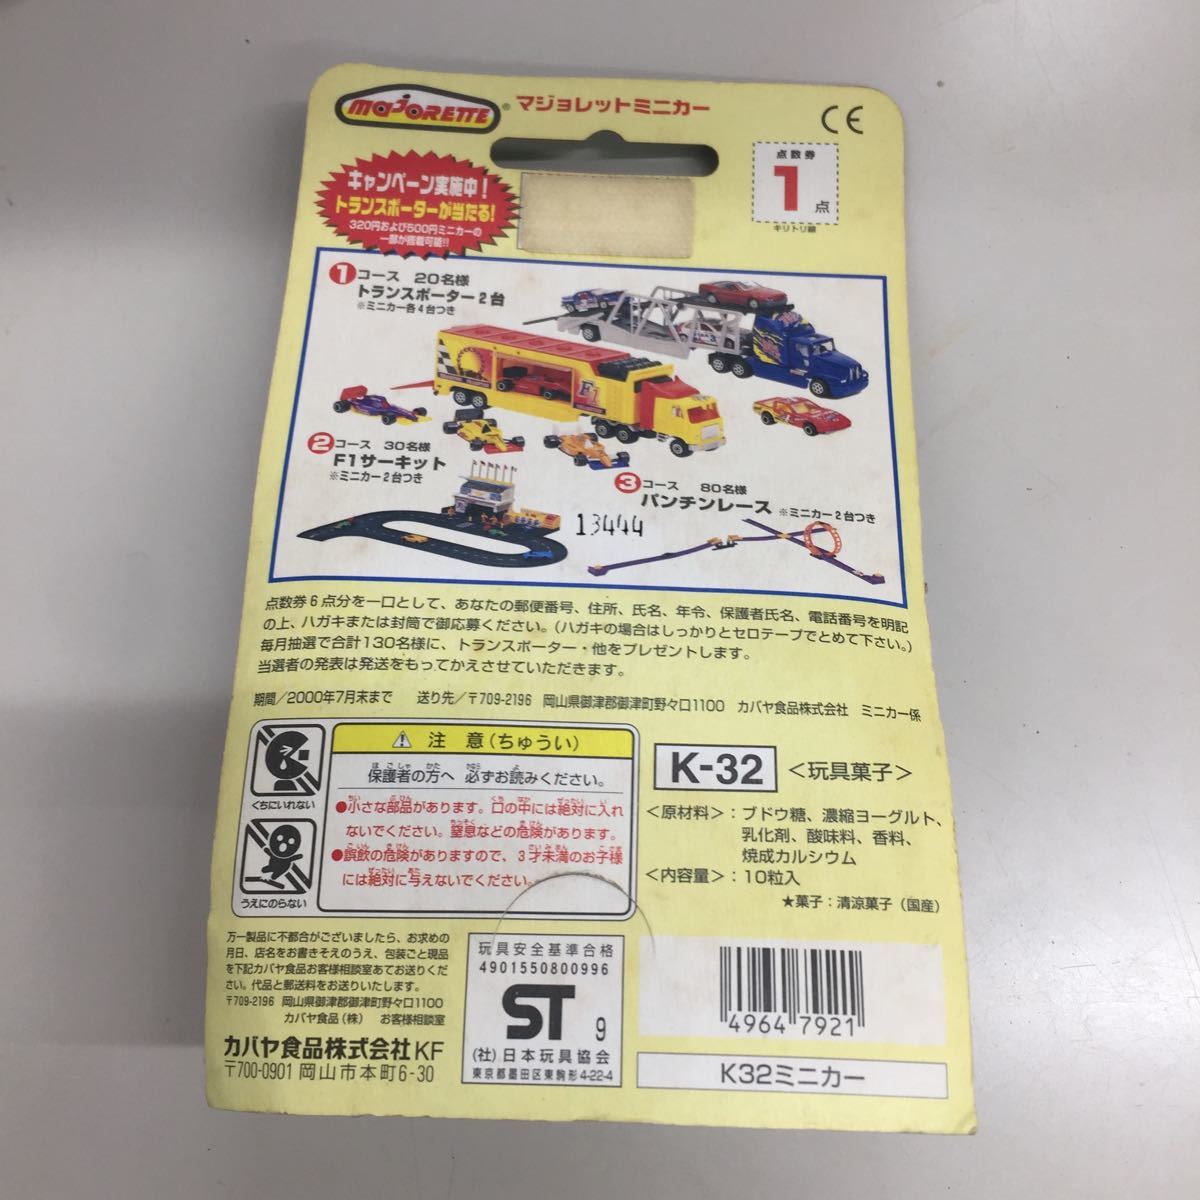 majORETTE® マジョレットミニカー
CE
キャンペーン実施中!
トランスポーターが当たる!
320円および500円ミニカーの
一部が搭載可能!!
点数券
1点
キリトリ線
1 コース 20名様
トランスポーター2台
※ミニカー各4台つき
F1
2 コース 30名様
F1サーキット
※ミニカー2台つき
3 コース 80名様
パンチンレース ※ミニカー2台つき
13444
点数券6点分を一口として、あなたの郵便番号、住所、氏名、年令、保護者氏名、電話番号を明記
の上、ハガキまたは封筒で御応募ください。(ハガキの場合はしっかりとセロテープでとめて下さい。)
毎月抽選で合計130名様に、トランスポーター・他をプレゼントします。
当選者の発表は発送をもってかえさせていただきます。
期間/2000年7月末まで 送り先/〒709-2196 岡山県御津郡御津町野々口1100 カバヤ食品株式会社 ミニカー係
くちにいれない
うえにのらない
⚠ 注 意(ちゅうい)
保護者の方へ 必ずお読みください。
●小さな部品があります。口の中には絶対に入れ
ないでください。窒息などの危険があります。
●誤飲の危険がありますので、3才未満のお子様
には絶対に与えないでください。
K-32 <玩具菓子>
<原材料>:ブドウ糖、濃縮ヨーグルト、
乳化剤、酸味料、香料、
焼成カルシウム
<内容量>:10粒入
★菓子:清涼菓子(国産)
万一製品に不都合がございましたら、お求めの
月日、店名をお書きそえのうえ、包装ごと現品
を下記カバヤ食品お客様相談室あてお送りくだ
さい。代品と郵送料をお送りいたします。
〒709-2196 岡山県御津郡御津町野々口1100
カバヤ食品(株) お客様相談室
カバヤ食品株式会社KF
〒700-0901 岡山市本町6-30
玩具安全基準合格
4901550800996
ST 9
(社)日本玩具協会
東京都墨田区東駒形4-22-4
4964 7921
K32ミニカー